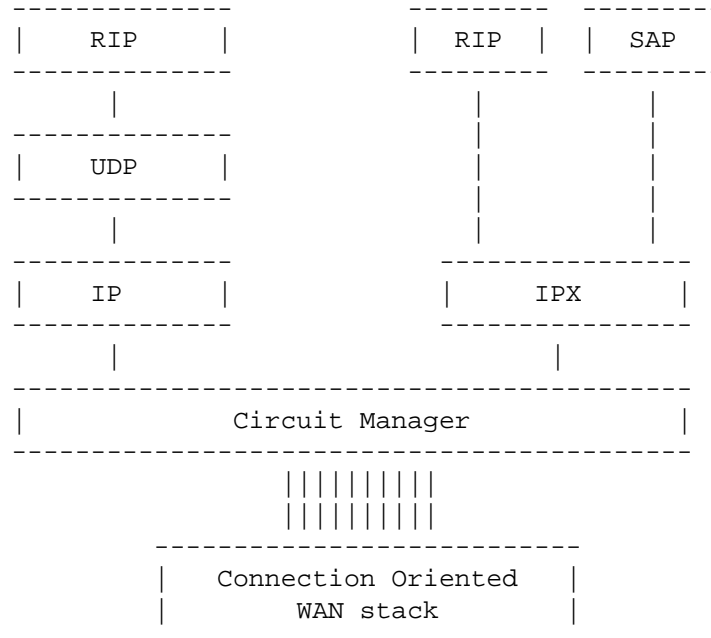 RIP RIP SAP
UDP
IP IPX
Circuit Manager
Connection Oriented
WAN stack